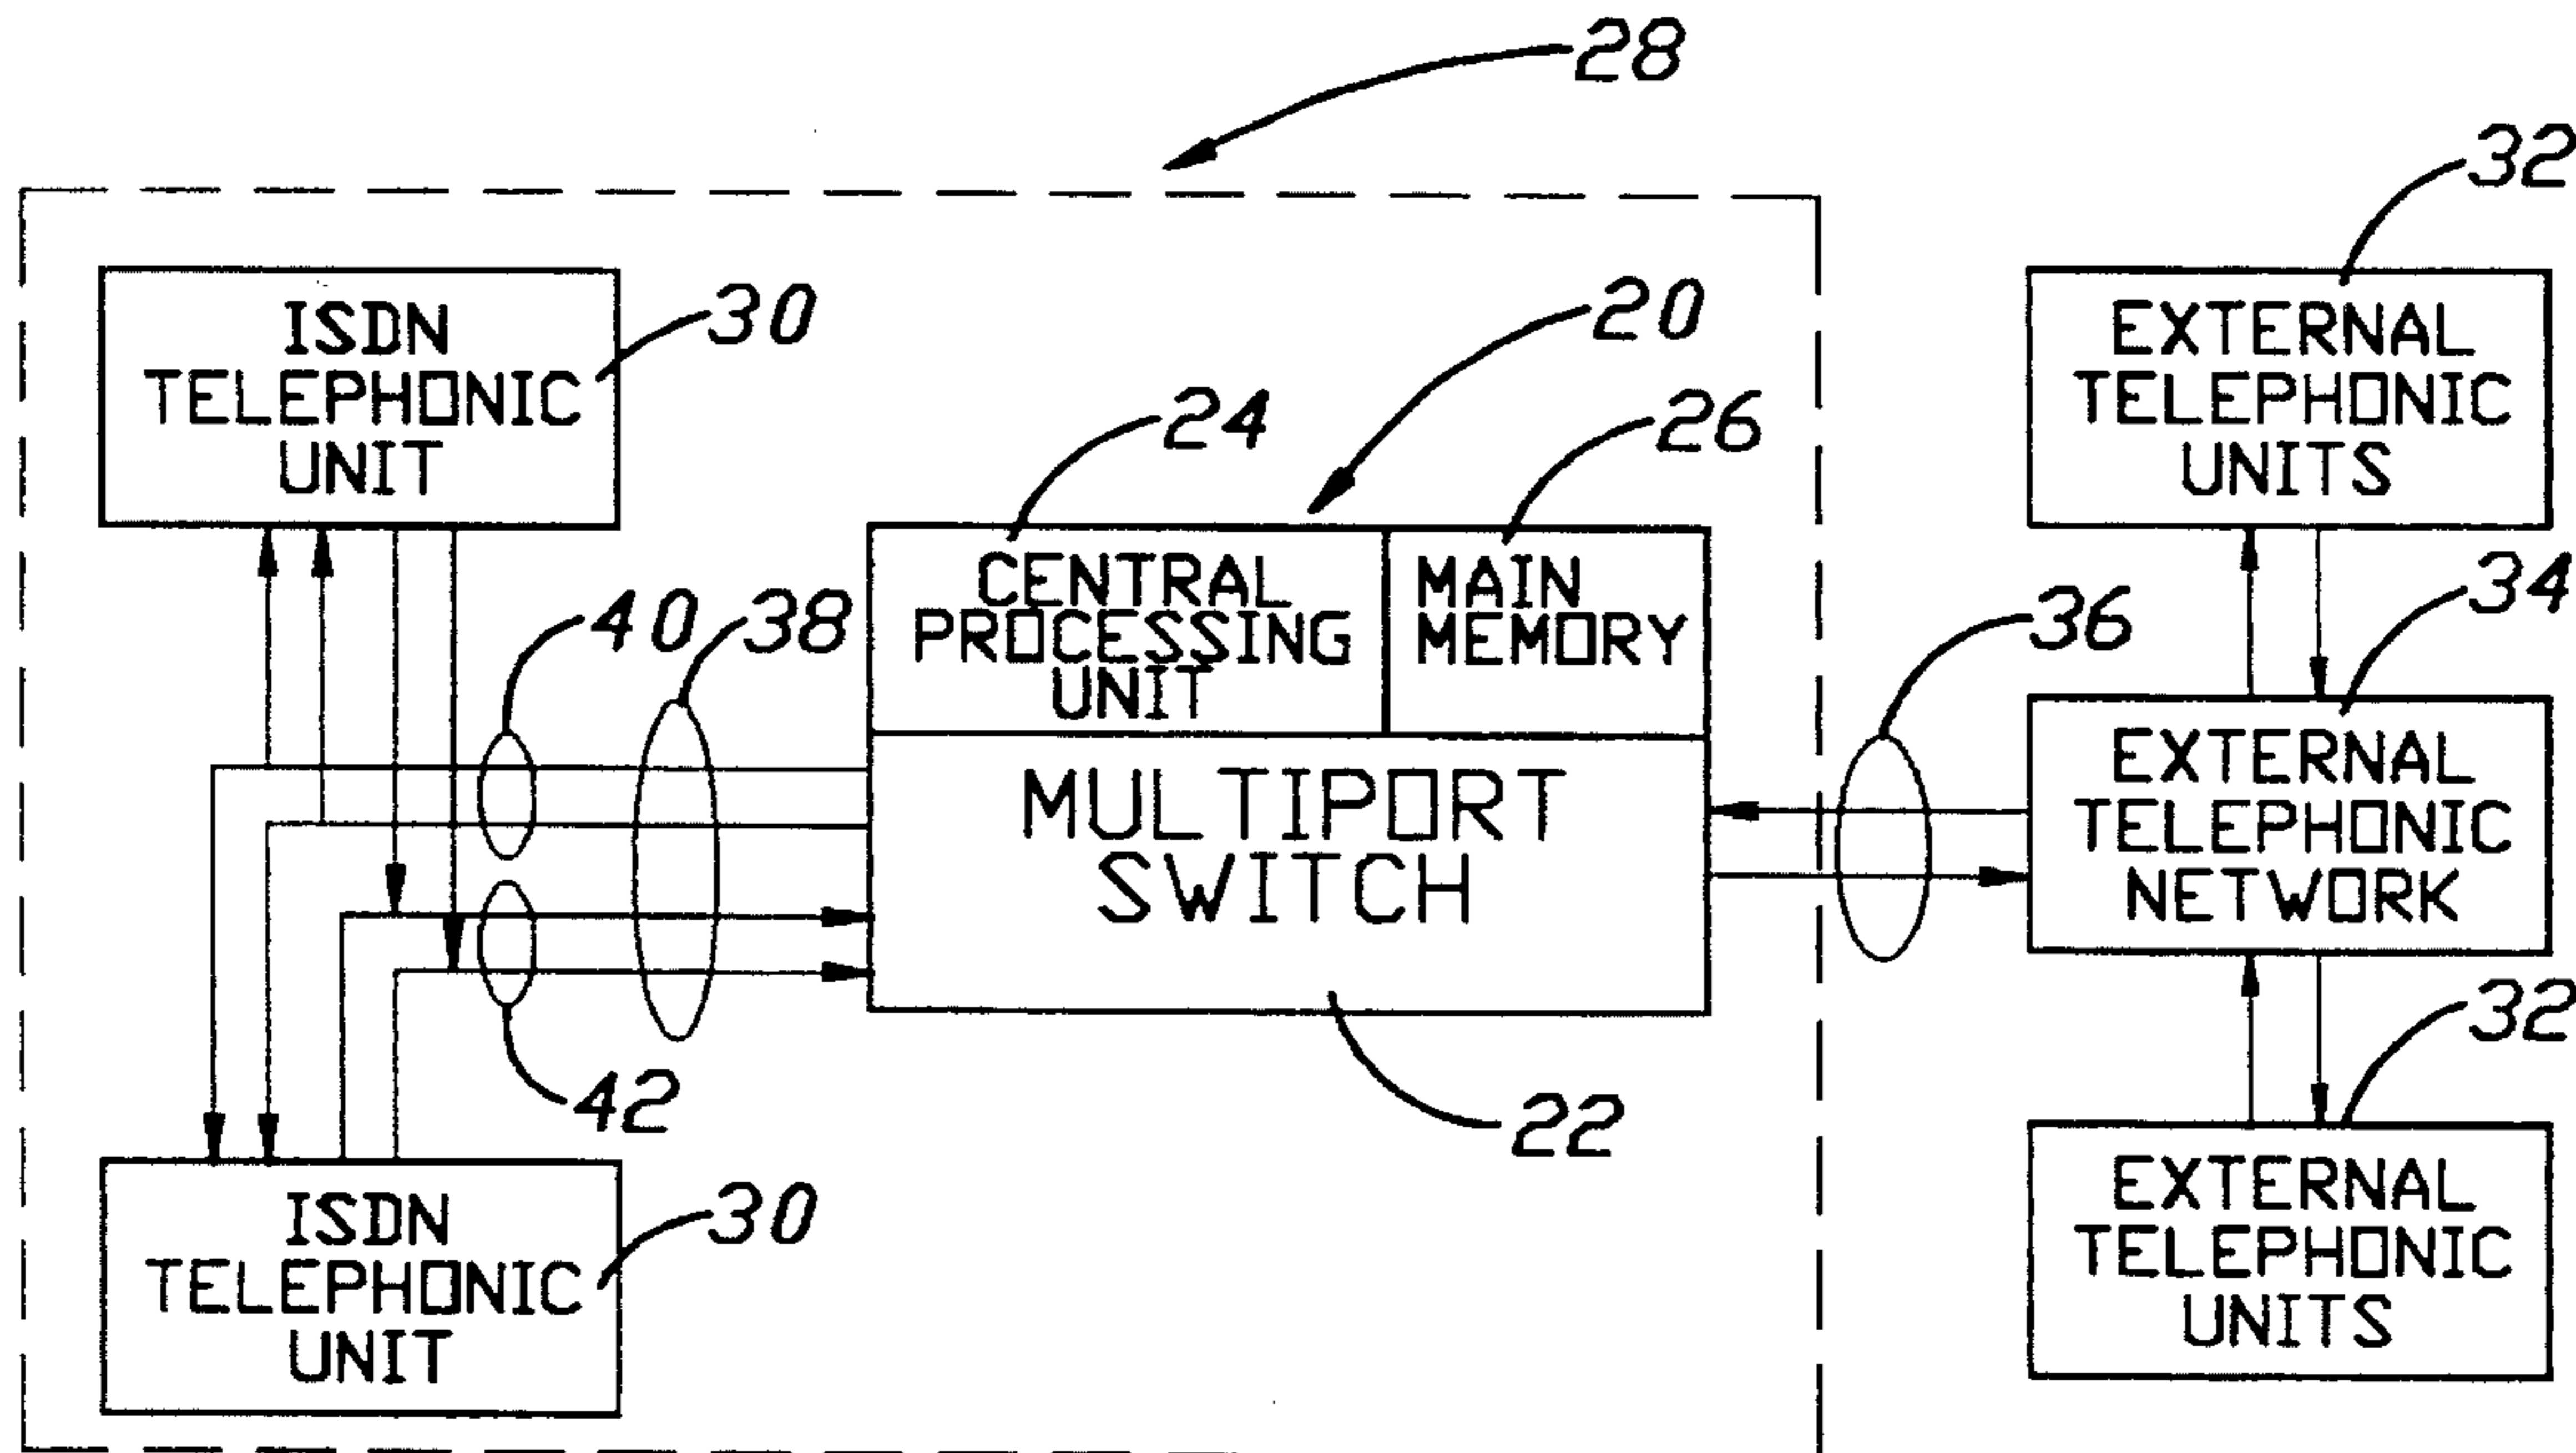 28
32
ISDN
TELEPHONIC
UNIT
30
20
EXTERNAL
TELEPHONIC
UNITS
24
26
CENTRAL
PROCESSING
UNIT
MAIN
MEMORY
40
38
36
34
MULTIPORT
SWITCH
EXTERNAL
TELEPHONIC
NETWORK
42
22
32
ISDN
TELEPHONIC
UNIT
30
EXTERNAL
TELEPHONIC
UNITS